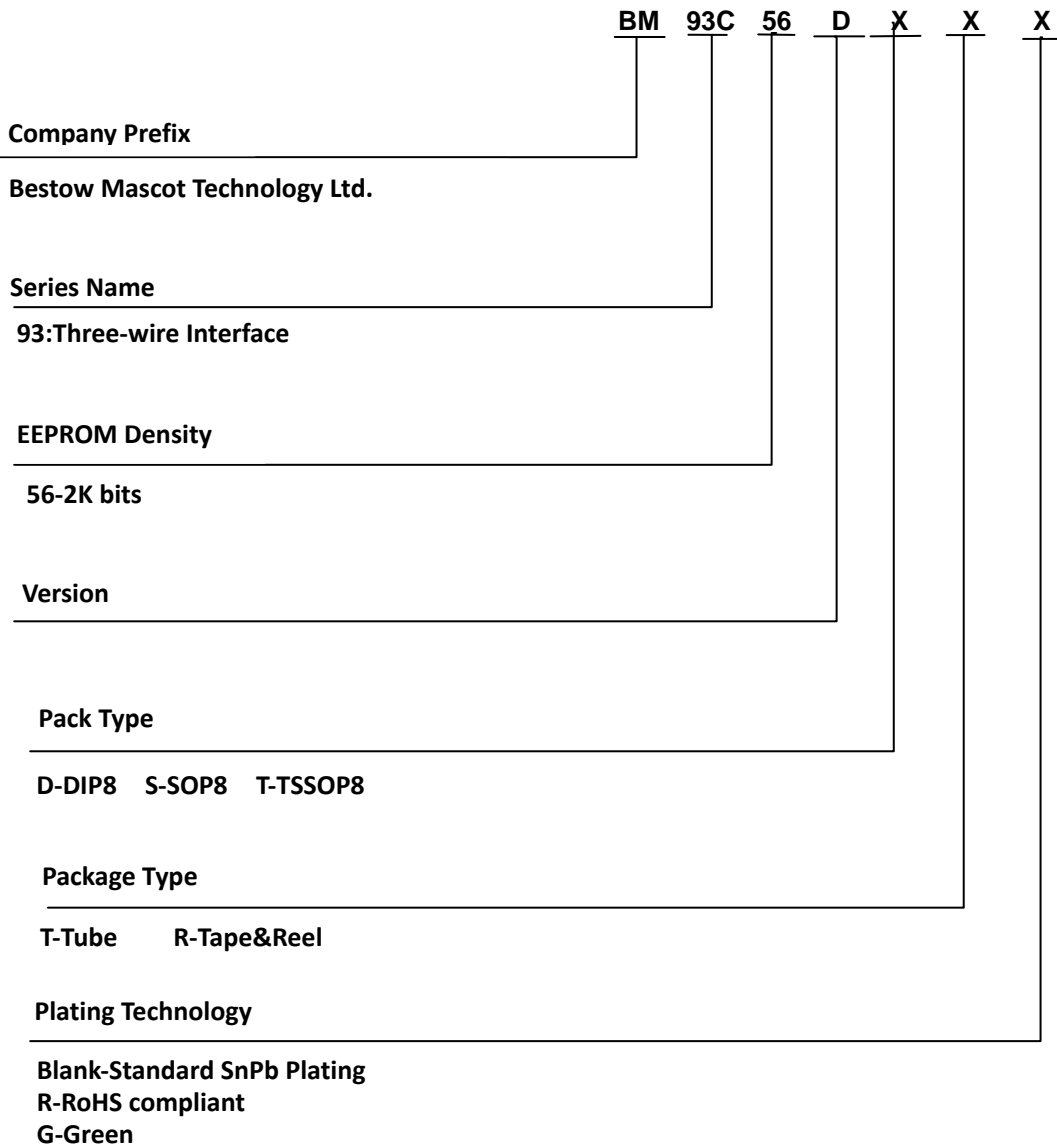 BM 93C 56 D X X X
Company Prefix
Bestow Mascot Technology Ltd.
Series Name
93:Three-wire Interface
EEPROM Density
56-2K bits
Version
Pack Type
D-DIP8 S-SOP8 T-TSSOP8
Package Type
T-Tube R-Tape&Reel
Plating Technology
Blank-Standard SnPb Plating
R-RoHS compliant
G-Green